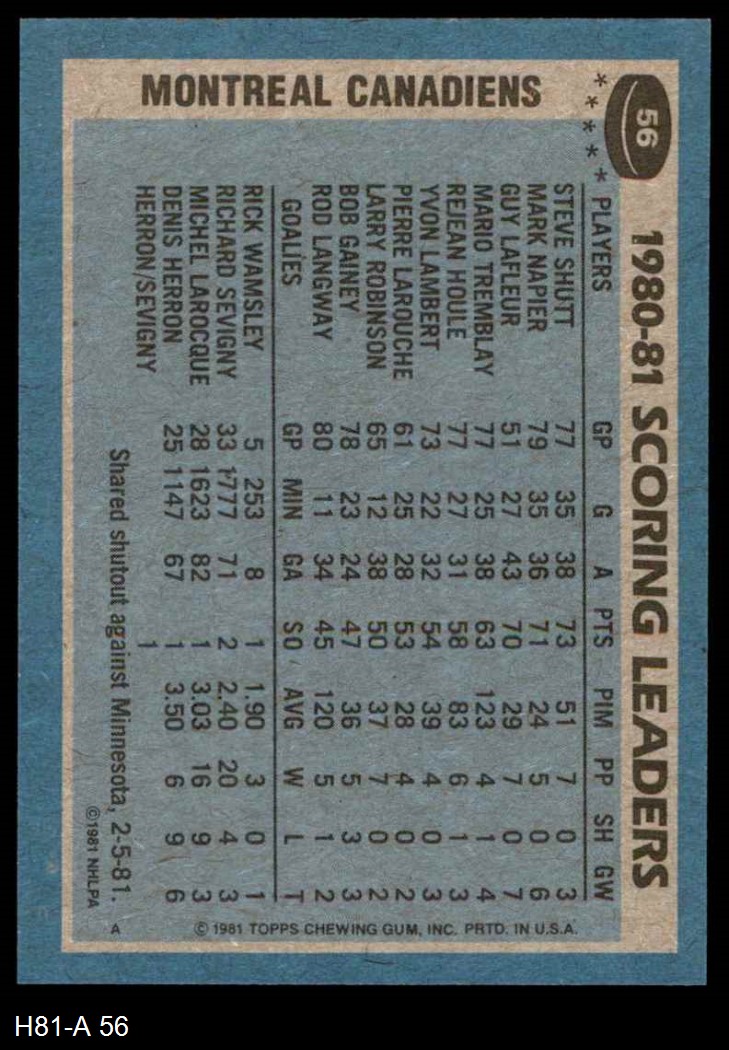 56
* * * * *
1980-81 SCORING LEADERS
MONTREAL CANADIENS
PLAYERS GP G A PTS PIM PP SH GW
STEVE SHUTT 77 35 38 73 51 7 0 3
MARK NAPIER 79 35 36 71 24 5 0 6
GUY LAFLEUR 51 27 43 70 29 7 0 7
MARIO TREMBLAY 77 25 38 63 123 4 1 4
REJEAN HOULE 77 27 31 58 83 6 1 3
YVON LAMBERT 73 22 32 54 39 4 0 3
PIERRE LAROUCHE 61 25 28 53 28 4 0 2
LARRY ROBINSON 65 12 38 50 37 7 0 2
BOB GAINEY 78 23 24 47 36 5 3 3
ROD LANGWAY 80 11 34 45 120 5 1 2
GOALIES GP MIN GA SO AVG W L T
RICK WAMSLEY 5 253 8 1 1.90 3 0 1
RICHARD SEVIGNY 33 1777 71 2 2.40 20 4 3
MICHEL LAROCQUE 28 1623 82 1 3.03 16 9 3
DENIS HERRON 25 1147 67 1 3.50 6 9 6
HERRON/SEVIGNY 1
Shared shutout against Minnesota, 2-5-81.
©1981 NHLPA
A
© 1981 TOPPS CHEWING GUM, INC. PRTD. IN U.S.A.
H81-A 56